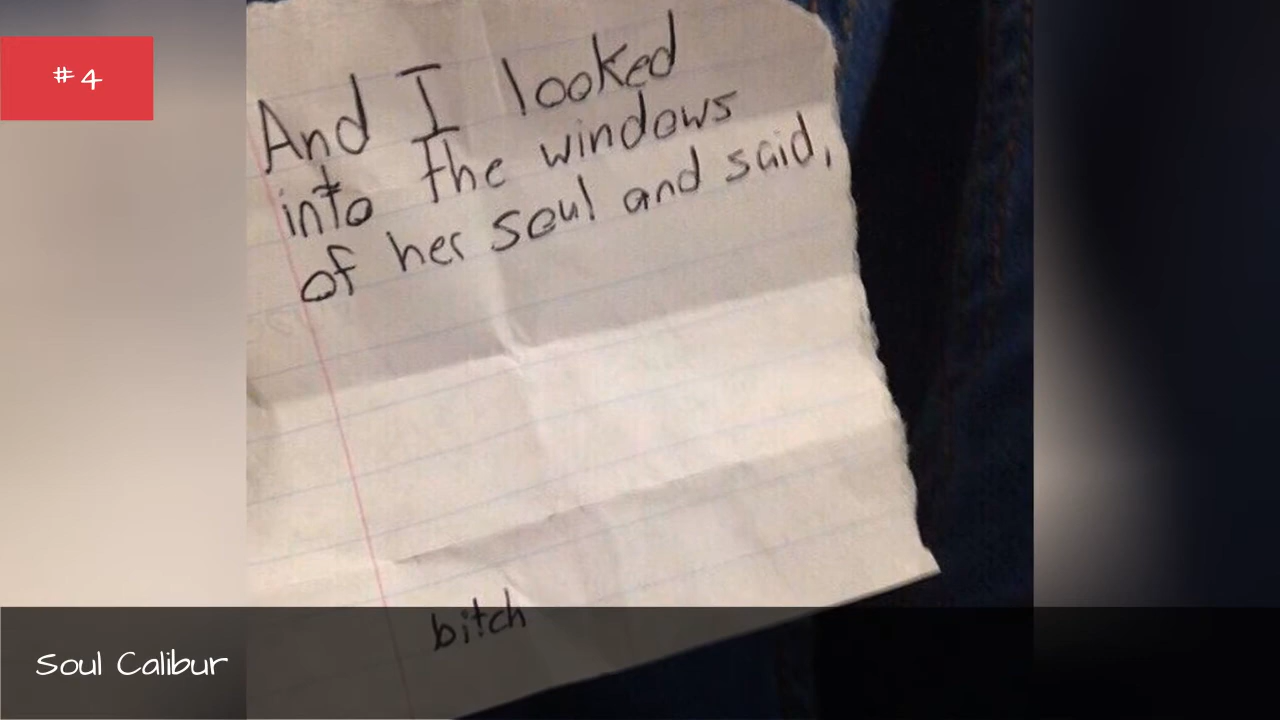 #4
And I looked
into the windows
of her soul and said,
bitch
Soul Calibur